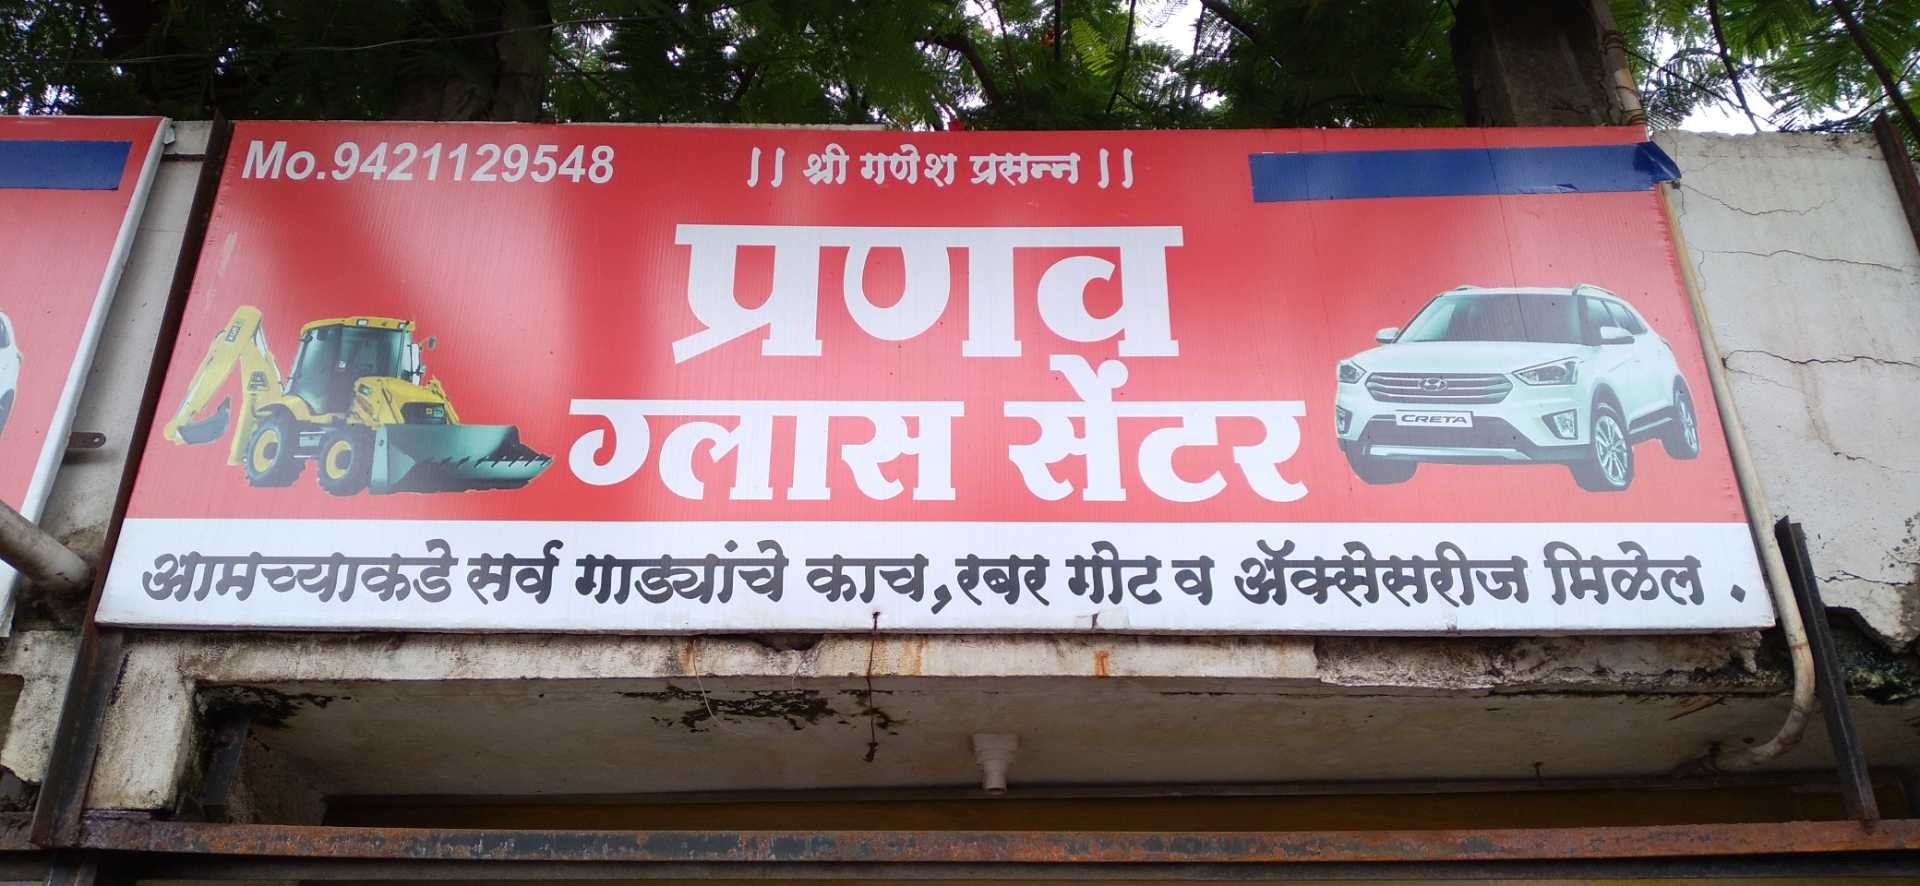 Mo.9421129548
|| श्री गणेश प्रसन्न ||
प्रणव
ग्लास सेंटर
CRETA
आमच्याकडे सर्व गाड्यांचे काच,रबर गोट व ॲक्सेसरीज मिळेल .